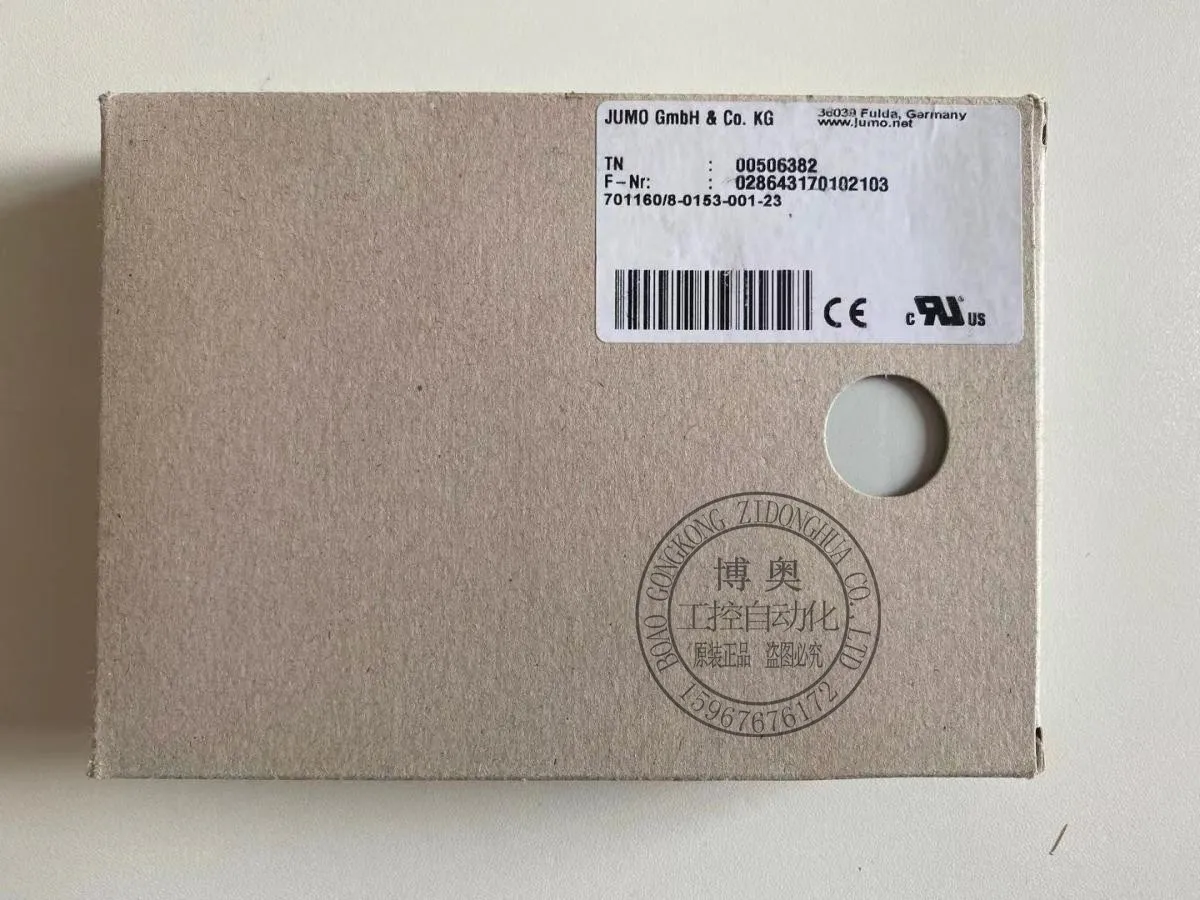 JUMO GmbH & Co. KG
36039 Fulda, Germany
www.jumo.net
TN : 00506382
F-Nr: : 028643170102103
701160/8-0153-001-23
CE
c RU US
BOAO GONGKONG ZIDONGHUA CO.,LTD
博奥
工控自动化
原装正品 盗图必究
15967676172